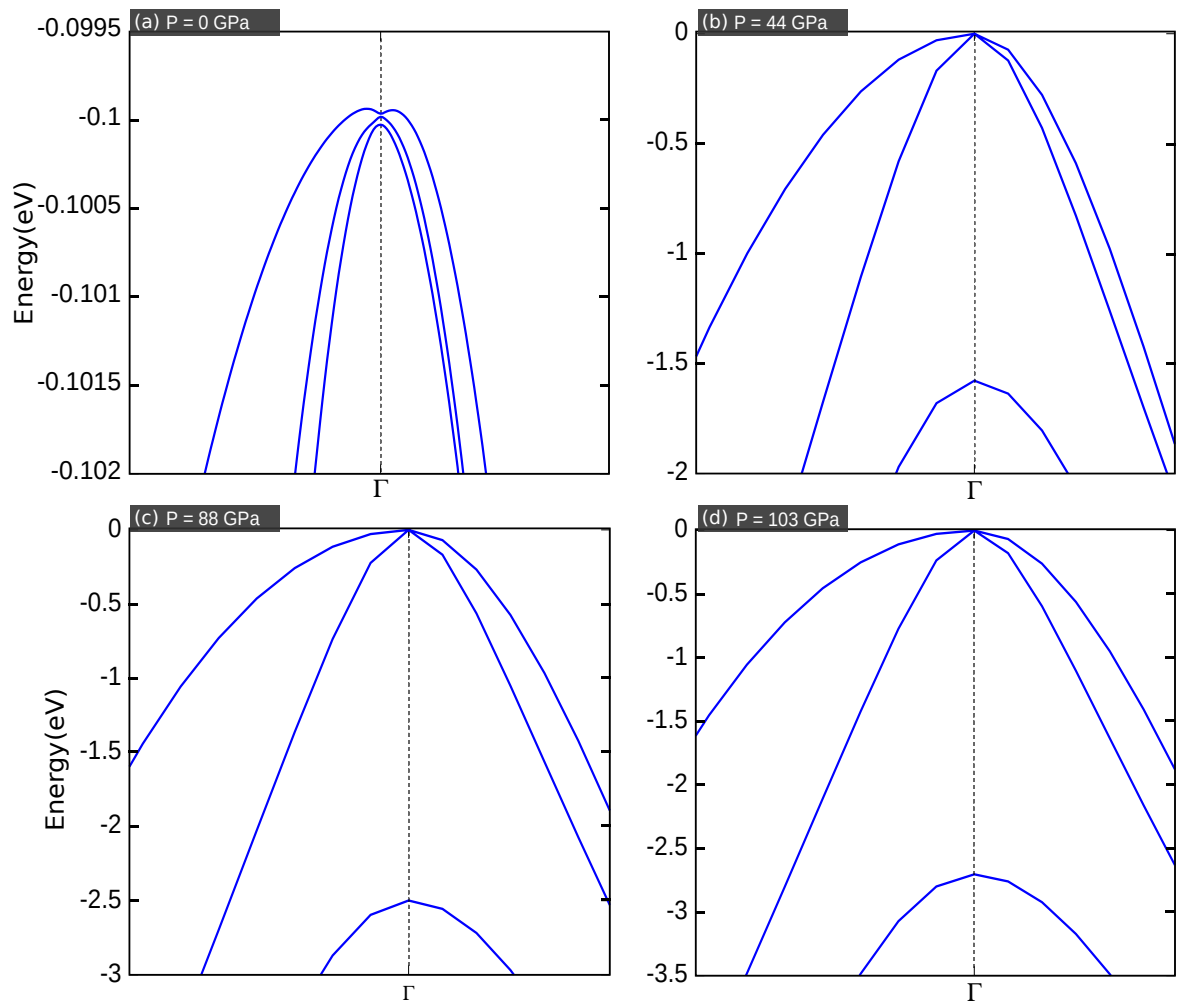 (a) P = 0 GPa
-0.0995
-0.1
-0.1005
-0.101
-0.1015
-0.102
Energy(eV)
Γ
(b) P = 44 GPa
0
-0.5
-1
-1.5
-2
Γ
(c) P = 88 GPa
0
-0.5
-1
-1.5
-2
-2.5
-3
Energy(eV)
Γ
(d) P = 103 GPa
0
-0.5
-1
-1.5
-2
-2.5
-3
-3.5
Γ